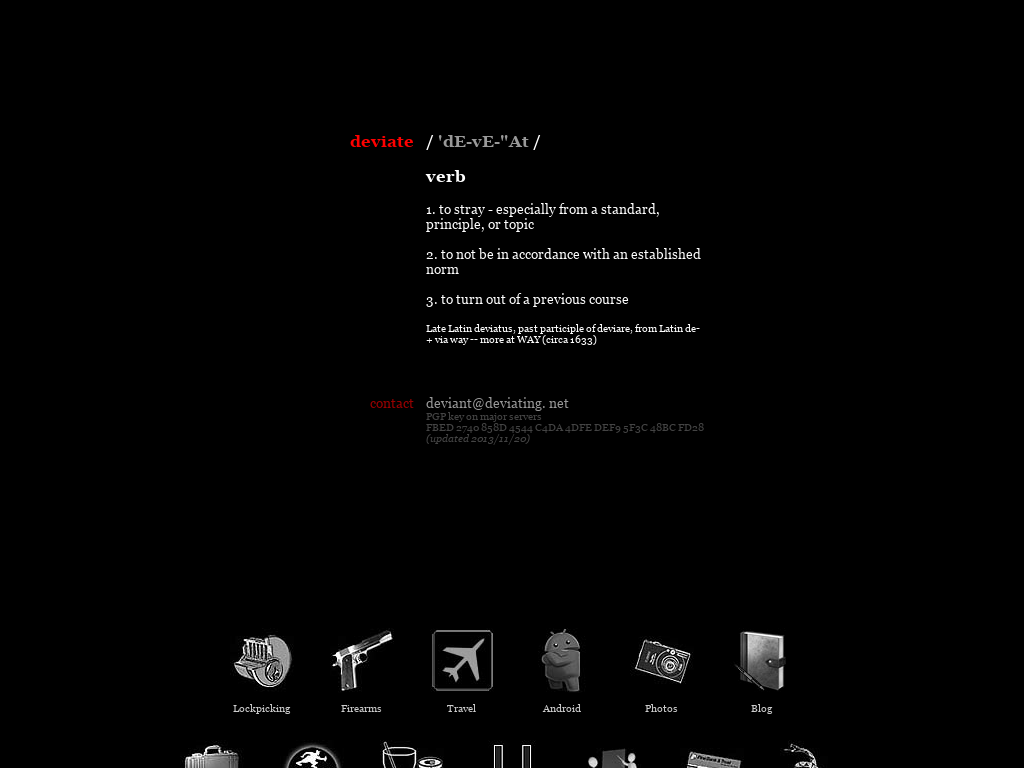 deviate / 'dE-vE-"At /
verb
1. to stray - especially from a standard,
principle, or topic
2. to not be in accordance with an established
norm
3. to turn out of a previous course
Late Latin deviatus, past participle of deviare, from Latin de-
+ via way -- more at WAY (circa 1633)
contact deviant@deviating. net
PGP key on major servers
FBED 2740 858D 4544 C4DA 4DFE DEF9 5F3C 48BC FD28
(updated 2013/11/20)
Lockpicking Firearms Travel Android Photos Blog